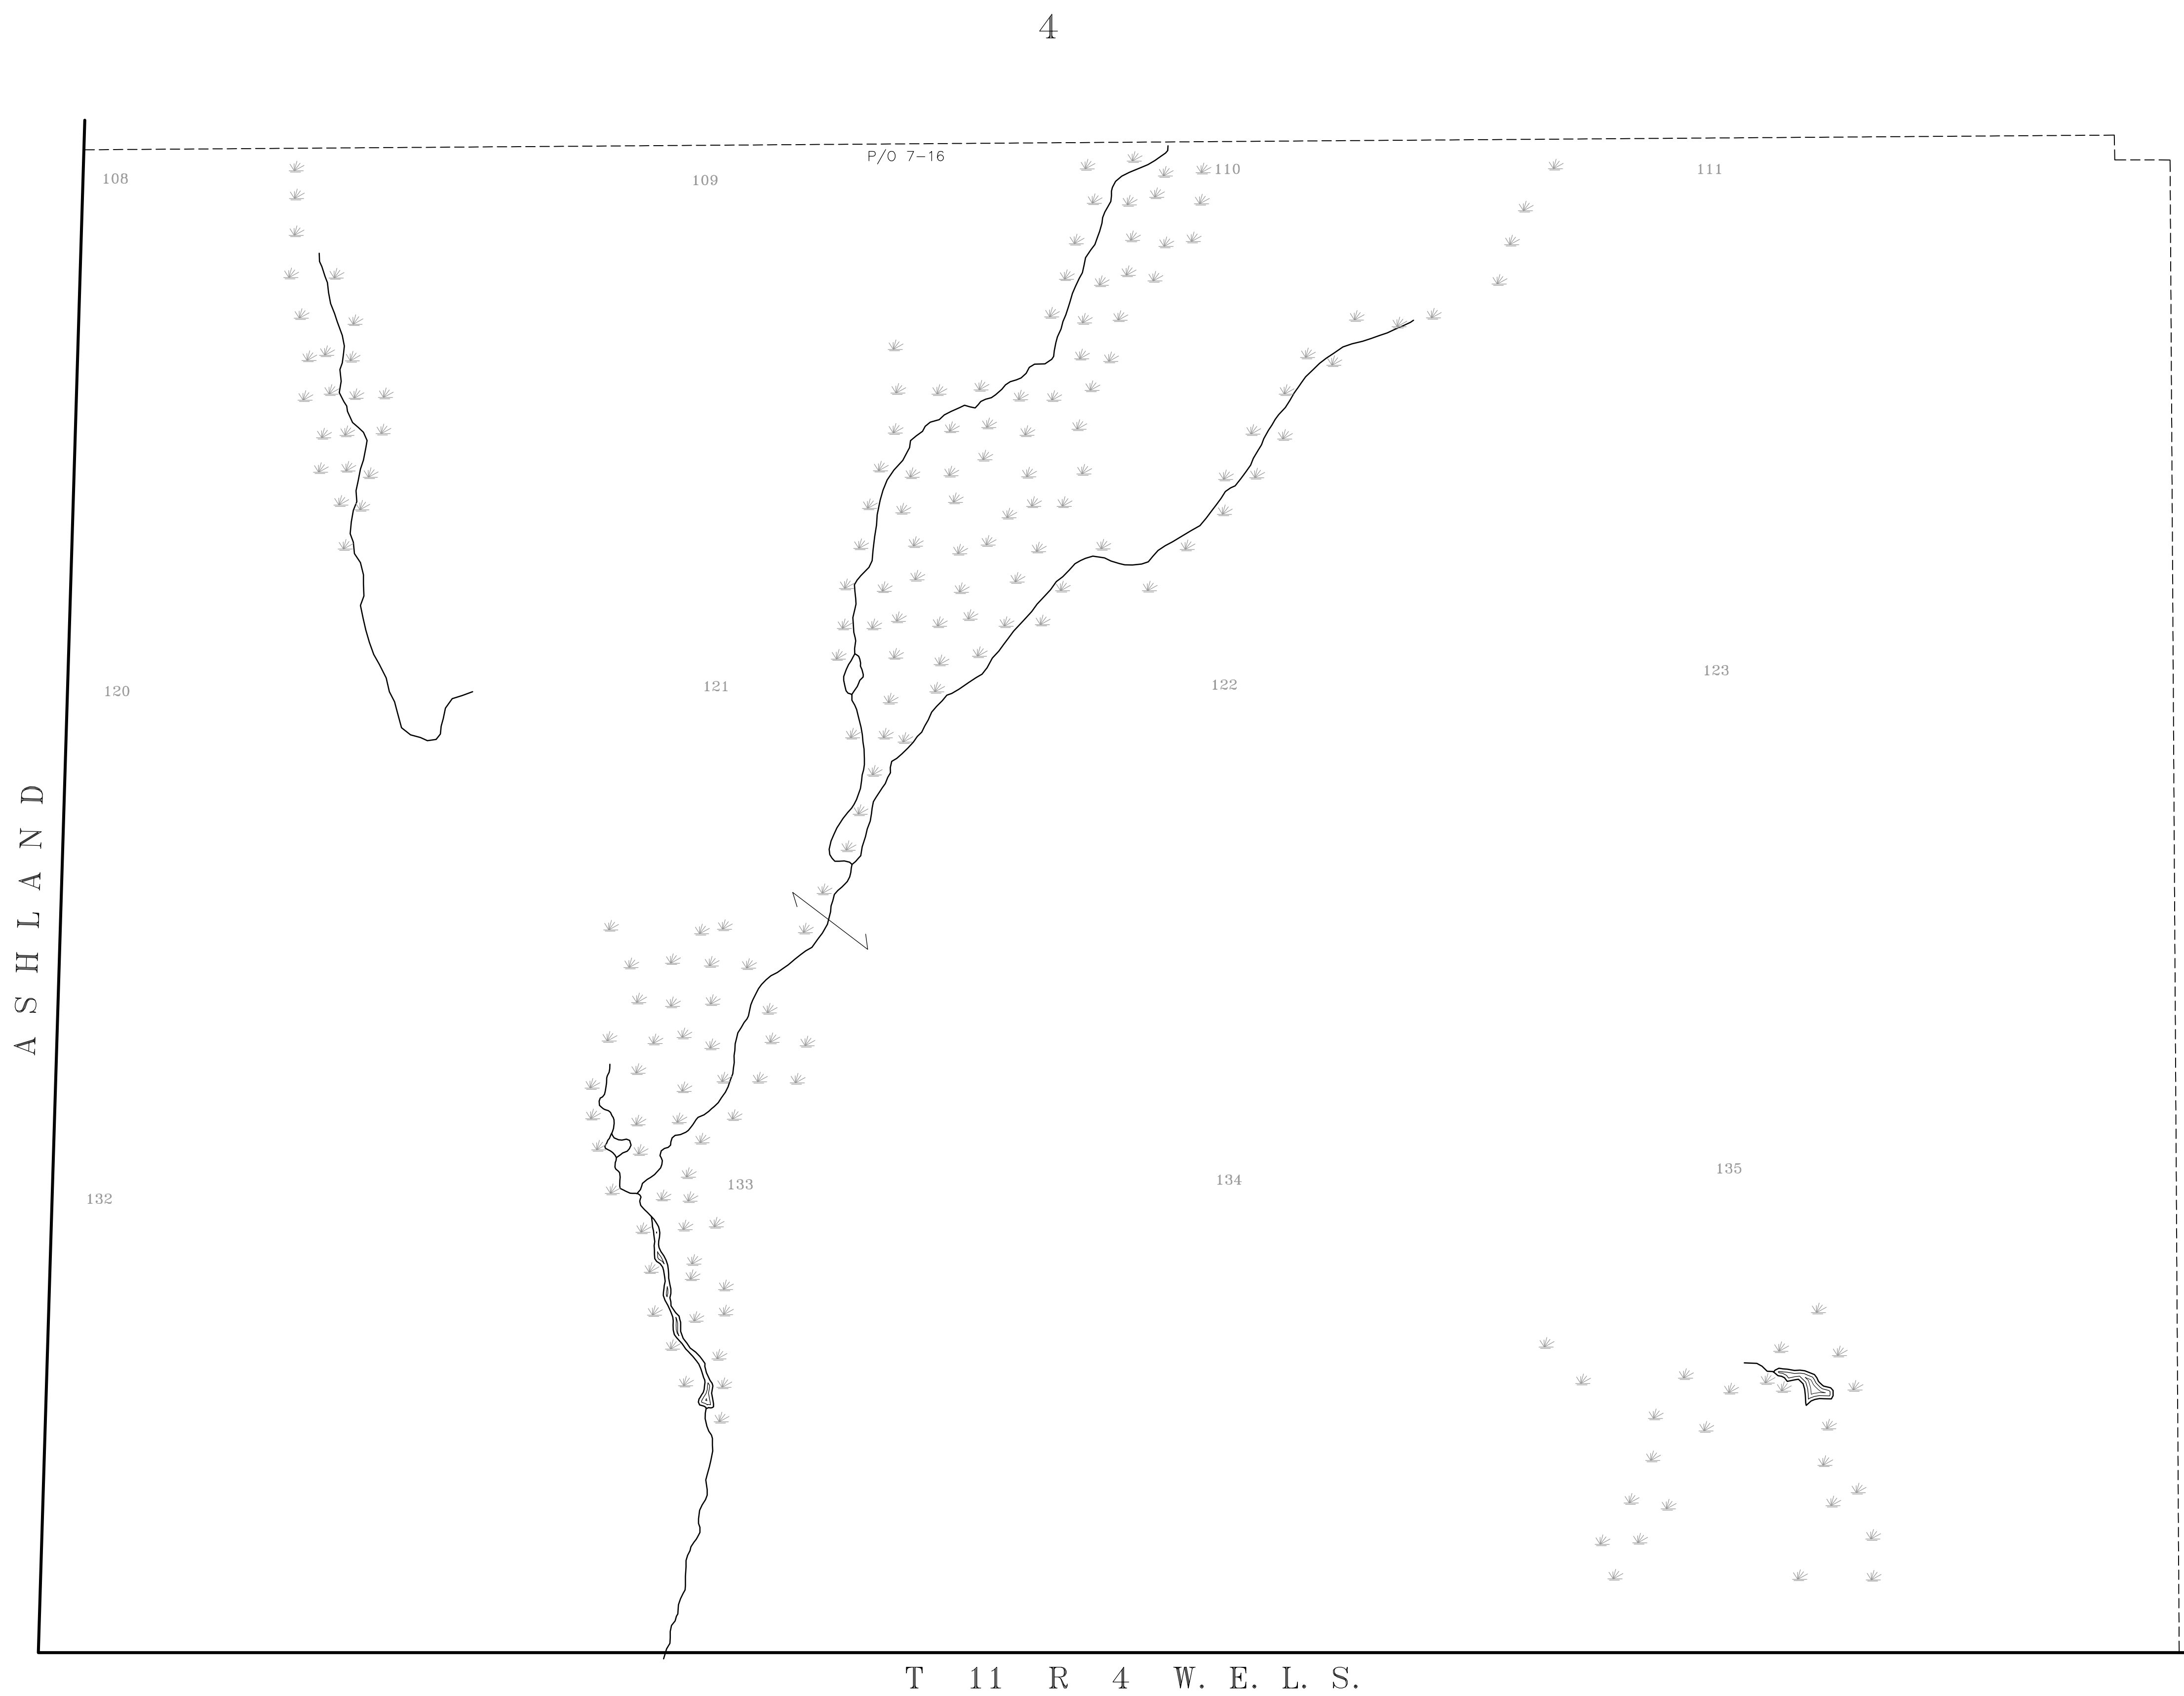 4
P/O 7-16
108 109 110 111
120 121 122 123
ASHLAND
132 133 134 135
T 11 R 4 W. E. L. S.